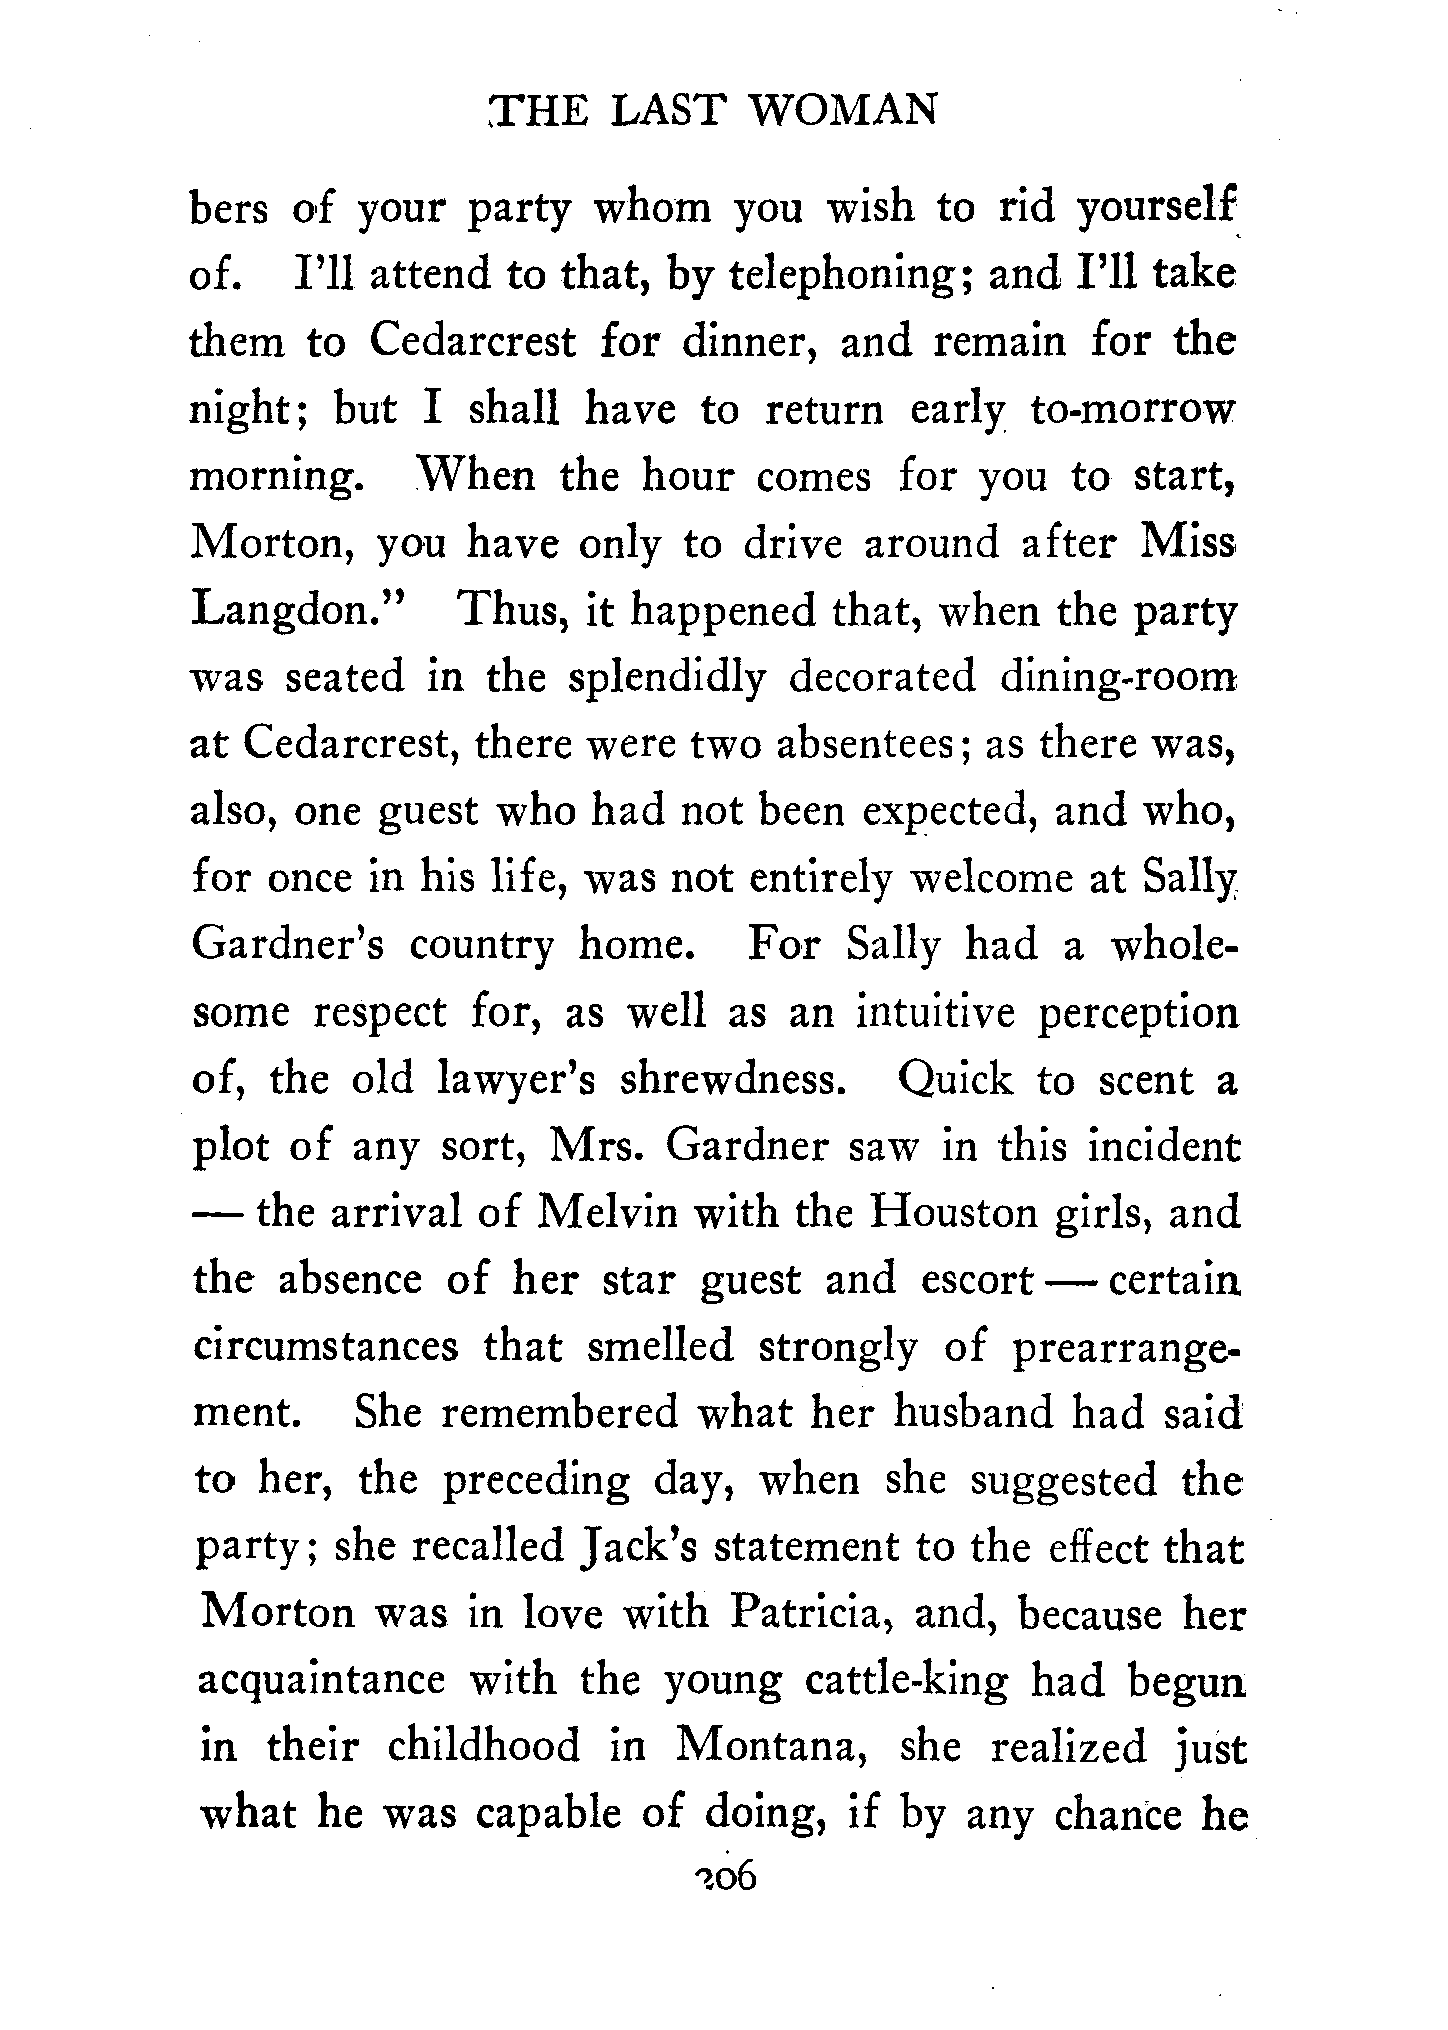 THE LAST WOMAN
bers of your party whom you wish to rid yourself
of. I'll attend to that, by telephoning; and I'll take
them to Cedarcrest for dinner, and remain for the
night; but I shall have to return early to-morrow
morning. When the hour comes for you to start,
Morton, you have only to drive around after Miss
Langdon." Thus, it happened that, when the party
was seated in the splendidly decorated dining-room
at Cedarcrest, there were two absentees; as there was,
also, one guest who had not been expected, and who,
for once in his life, was not entirely welcome at Sally
Gardner's country home. For Sally had a whole-
some respect for, as well as an intuitive perception
of, the old lawyer's shrewdness. Quick to scent a
plot of any sort, Mrs. Gardner saw in this incident
— the arrival of Melvin with the Houston girls, and
the absence of her star guest and escort — certain
circumstances that smelled strongly of prearrange-
ment. She remembered what her husband had said
to her, the preceding day, when she suggested the
party; she recalled Jack's statement to the effect that
Morton was in love with Patricia, and, because her
acquaintance with the young cattle-king had begun
in their childhood in Montana, she realized just
what he was capable of doing, if by any chance he
206